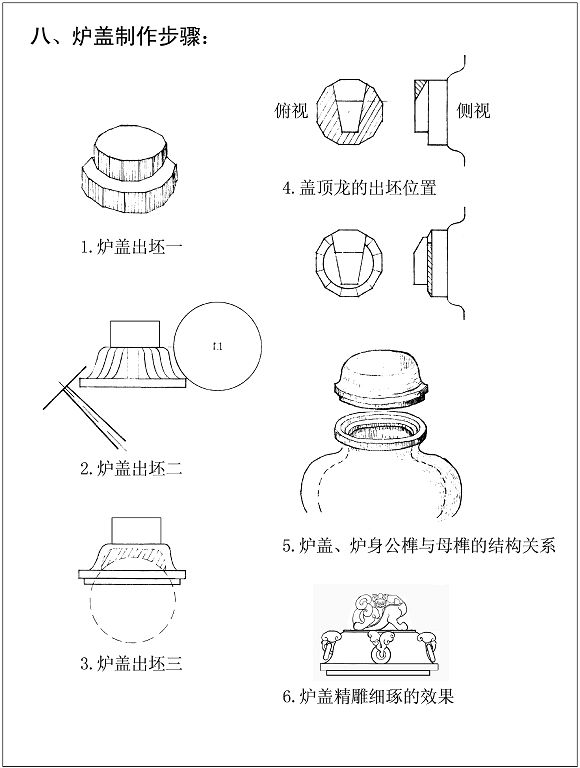 八、炉盖制作步骤：
1.炉盖出坯一
2.炉盖出坯二
3.炉盖出坯三
俯视
侧视
4.盖顶龙的出坯位置
5.炉盖、炉身公榫与母榫的结构关系
6.炉盖精雕细琢的效果